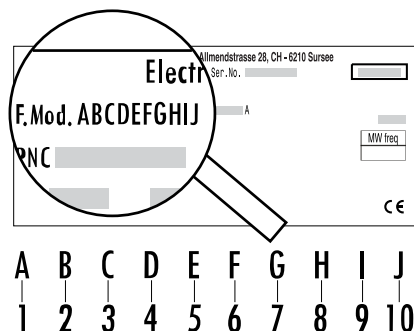 Allmendstrasse 28, CH - 6210 Sursee
Electr
Ser.No.
F.Mod. ABCDEFGHIJ
A
PNC
MW freq
CE
A B C D E F G H I J
1 2 3 4 5 6 7 8 9 10